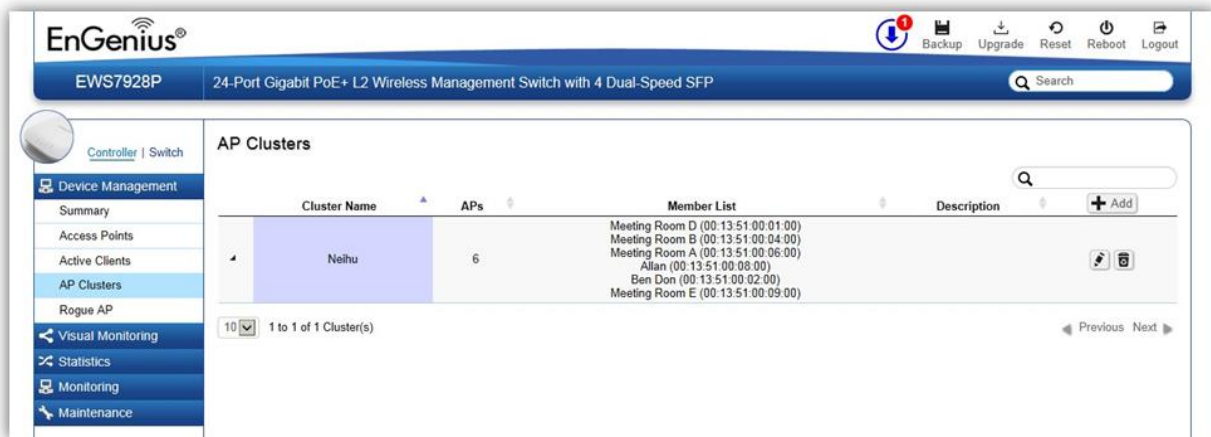 EnGenius®
1
Backup Upgrade Reset Reboot Logout
EWS7928P
24-Port Gigabit PoE+ L2 Wireless Management Switch with 4 Dual-Speed SFP
Search
Controller | Switch
Device Management
Summary
Access Points
Active Clients
AP Clusters
Rogue AP
Visual Monitoring
Statistics
Monitoring
Maintenance
AP Clusters
Cluster Name APs Member List Description Add
Neihu 6
Meeting Room D (00:13:51:00:01:00)
Meeting Room B (00:13:51:00:04:00)
Meeting Room A (00:13:51:00:06:00)
Allan (00:13:51:00:08:00)
Ben Don (00:13:51:00:02:00)
Meeting Room E (00:13:51:00:09:00)
10 1 to 1 of 1 Cluster(s)
Previous Next